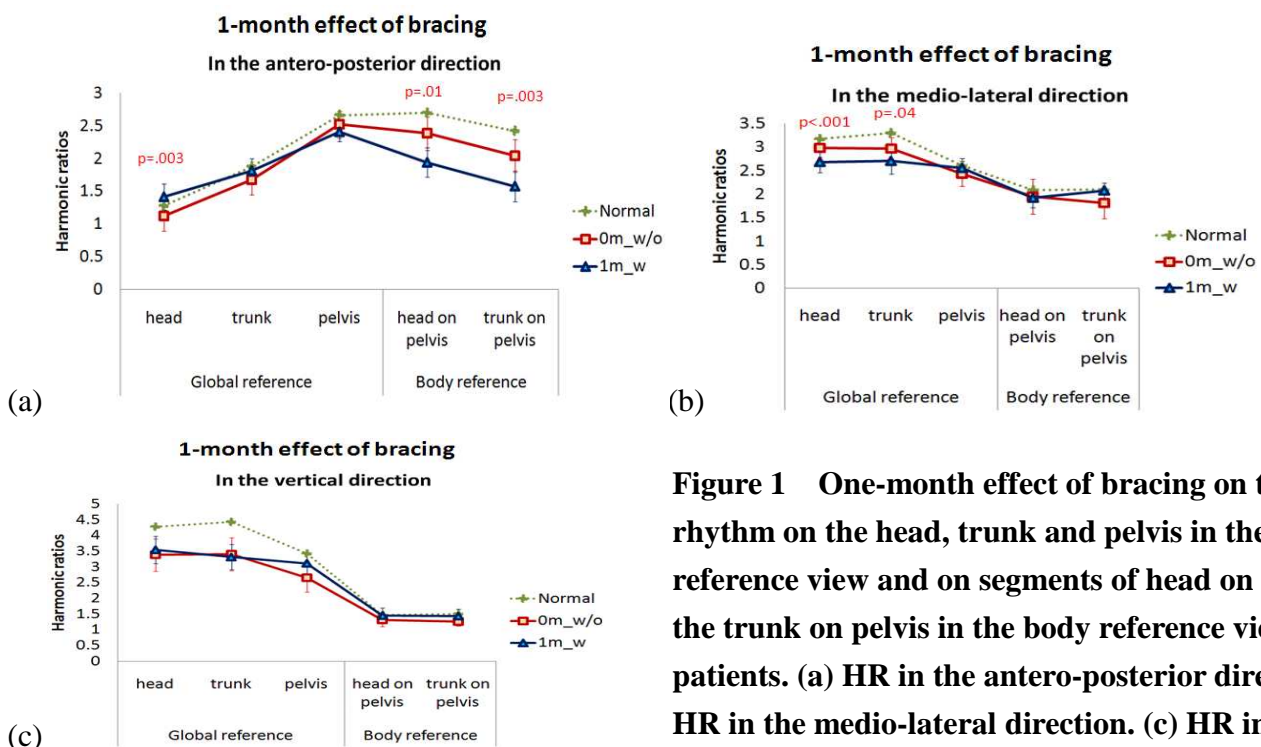 1-month effect of bracing
In the antero-posterior direction
Harmonic ratios
3
2.5
2
1.5
1
0.5
0
p=.003
p=.01
p=.003
Normal
0m_w/o
1m_w
head trunk pelvis head on pelvis trunk on pelvis
Global reference Body reference
(a)
1-month effect of bracing
In the medio-lateral direction
Harmonic ratios
3.5
3
2.5
2
1.5
1
0.5
0
p<.001
p=.04
Normal
0m_w/o
1m_w
head trunk pelvis head on pelvis trunk on pelvis
Global reference Body reference
(b)
1-month effect of bracing
In the vertical direction
Harmonic ratios
5
4.5
4
3.5
3
2.5
2
1.5
1
0.5
0
Normal
0m_w/o
1m_w
head trunk pelvis head on pelvis trunk on pelvis
Global reference Body reference
(c)
Figure 1 One-month effect of bracing on
rhythm on the head, trunk and pelvis in the
reference view and on segments of head on
the trunk on pelvis in the body reference
patients. (a) HR in the antero-posterior
HR in the medio-lateral direction. (c) HR in